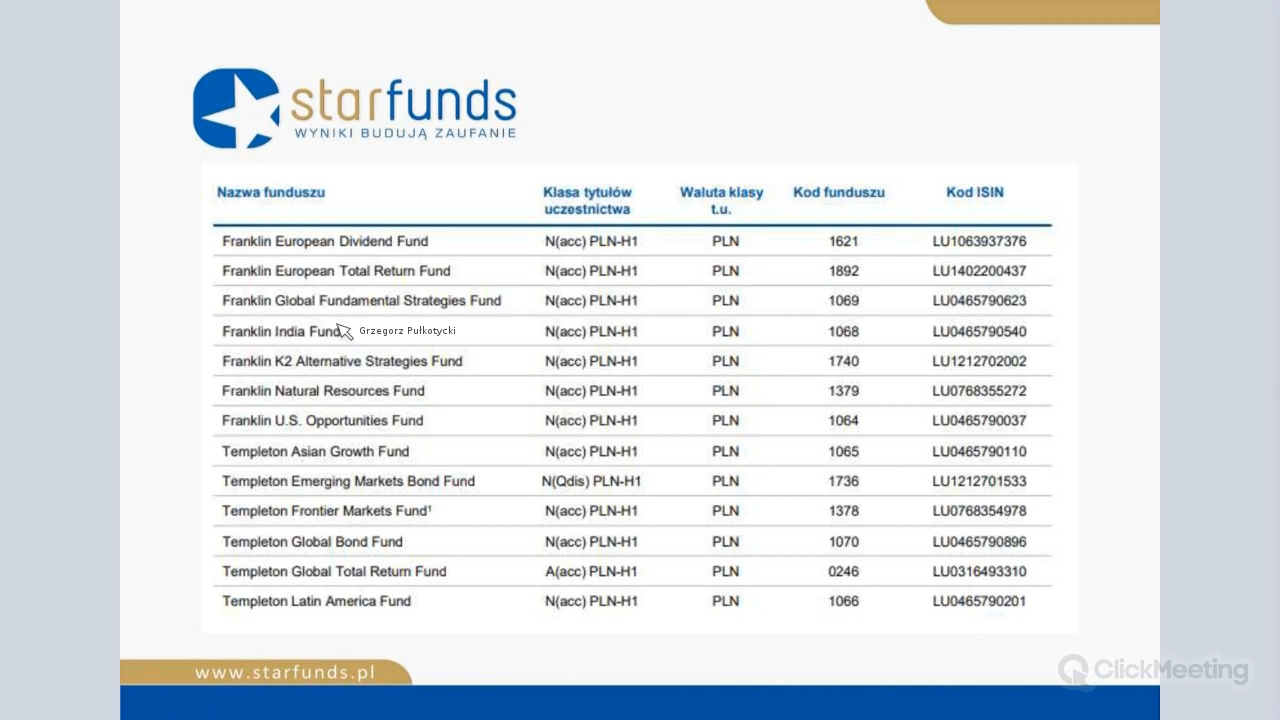 starfunds
WYNIKI BUDUJĄ ZAUFANIE
Nazwa funduszu Klasa tytułów uczestnictwa Waluta klasy t.u. Kod funduszu Kod ISIN
Franklin European Dividend Fund N(acc) PLN-H1 PLN 1621 LU1063937376
Franklin European Total Return Fund N(acc) PLN-H1 PLN 1892 LU1402200437
Franklin Global Fundamental Strategies Fund N(acc) PLN-H1 PLN 1069 LU0465790623
Franklin India Fund Grzegorz Pułkotycki N(acc) PLN-H1 PLN 1068 LU0465790540
Franklin K2 Alternative Strategies Fund N(acc) PLN-H1 PLN 1740 LU1212702002
Franklin Natural Resources Fund N(acc) PLN-H1 PLN 1379 LU0768355272
Franklin U.S. Opportunities Fund N(acc) PLN-H1 PLN 1064 LU0465790037
Templeton Asian Growth Fund N(acc) PLN-H1 PLN 1065 LU0465790110
Templeton Emerging Markets Bond Fund N(Qdis) PLN-H1 PLN 1736 LU1212701533
Templeton Frontier Markets Fund¹ N(acc) PLN-H1 PLN 1378 LU0768354978
Templeton Global Bond Fund N(acc) PLN-H1 PLN 1070 LU0465790896
Templeton Global Total Return Fund A(acc) PLN-H1 PLN 0246 LU0316493310
Templeton Latin America Fund N(acc) PLN-H1 PLN 1066 LU0465790201
www.starfunds.pl
ClickMeeting